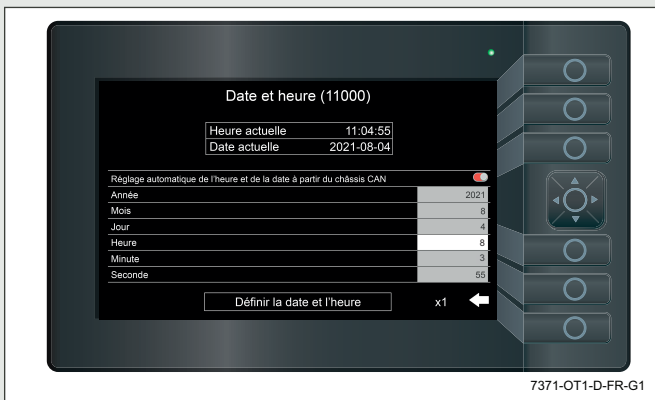 Date et heure (11000)
Heure actuelle 11:04:55
Date actuelle 2021-08-04
Réglage automatique de l'heure et de la date à partir du châssis CAN
Année 2021
Mois 8
Jour 4
Heure 8
Minute 3
Seconde 55
Définir la date et l'heure x1
7371-OT1-D-FR-G1